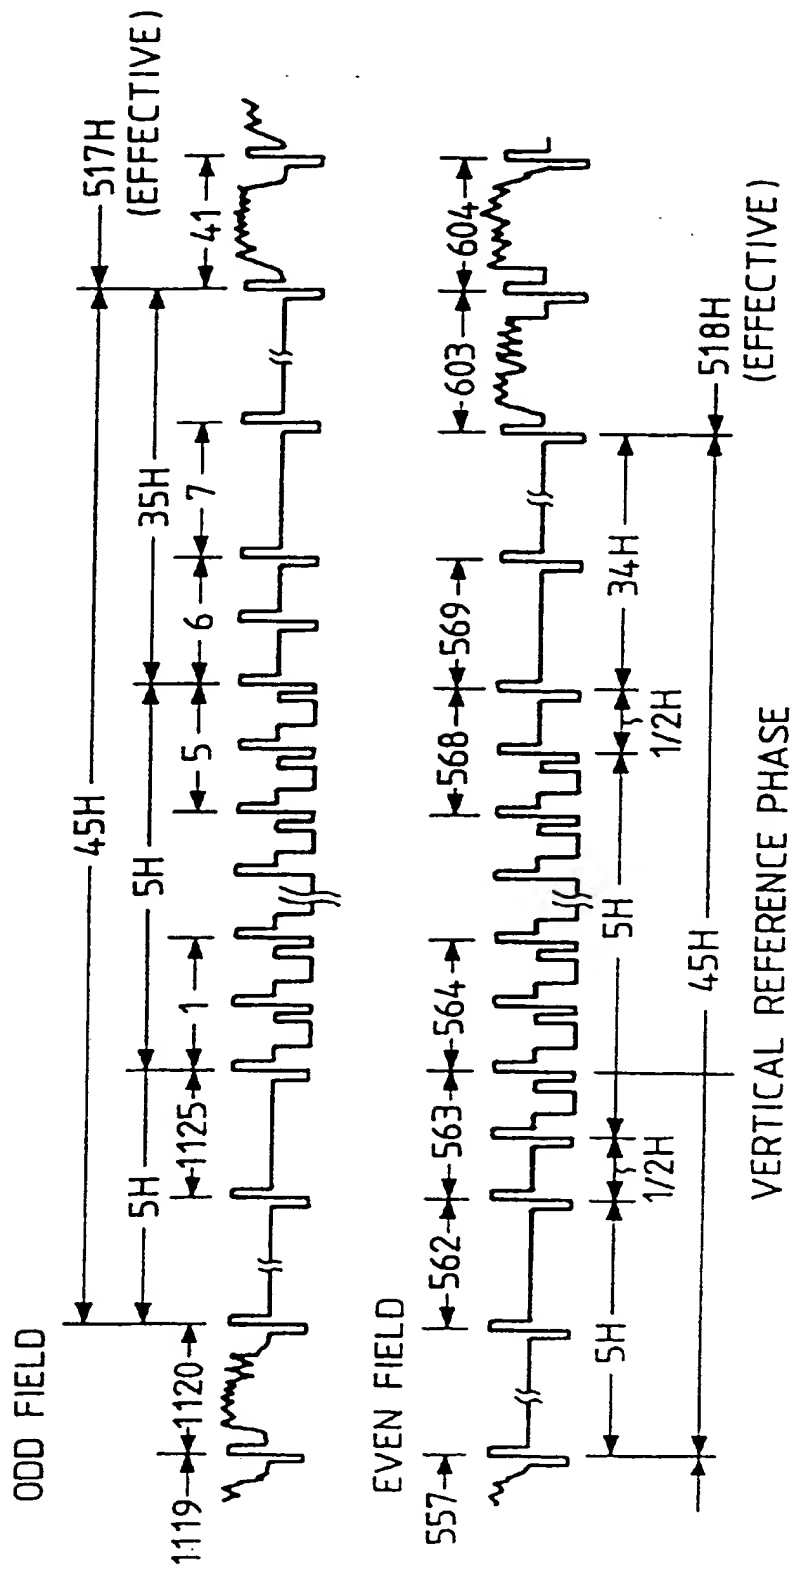 ODD FIELD
45H
517H
(EFFECTIVE)
5H
5H
35H
1119
1120
1125
1
5
6
7
41
EVEN FIELD
557
562
563
564
568
569
603
604
5H
1/2H
5H
1/2H
34H
45H
518H
(EFFECTIVE)
VERTICAL REFERENCE PHASE